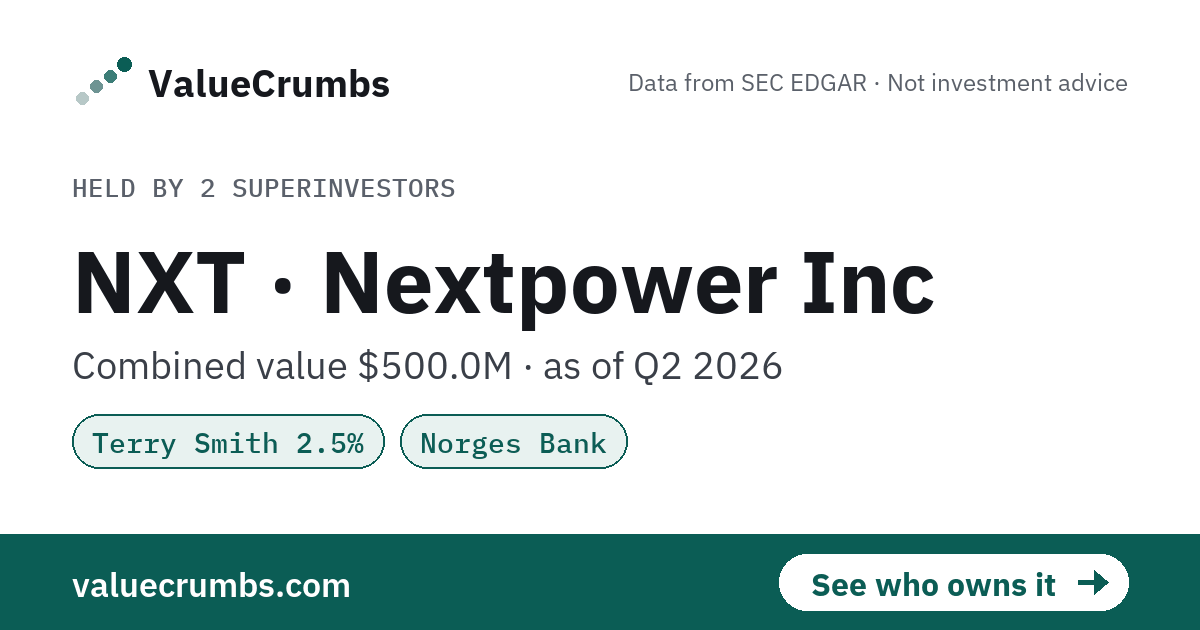 ValueCrumbs
Data from SEC EDGAR · Not investment advice
HELD BY 2 SUPERINVESTORS
NXT · Nextpower Inc
Combined value $500.0M · as of Q2 2026
Terry Smith 2.5%
Norges Bank
valuecrumbs.com
See who owns it →